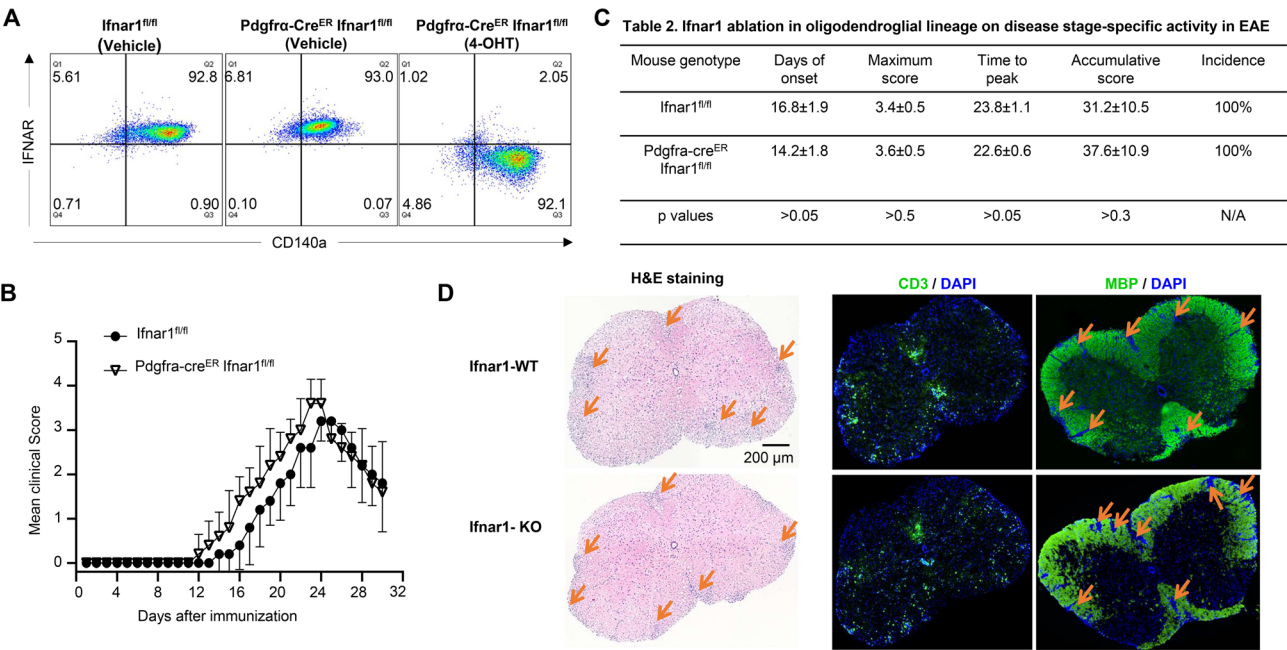 A
Ifnar1fl/fl
(Vehicle)
Pdgfrα-CreER Ifnar1fl/fl
(Vehicle)
Pdgfrα-CreER Ifnar1fl/fl
(4-OHT)
Q1
5.61
Q2
92.8
Q1
6.81
Q2
93.0
Q1
1.02
Q2
2.05
0.71
Q4
0.90
Q3
0.10
Q4
0.07
Q3
4.86
Q4
92.1
Q3
IFNAR
CD140a
C
Table 2. Ifnar1 ablation in oligodendroglial lineage on disease stage-specific activity in EAE
Mouse genotype Days of onset Maximum score Time to peak Accumulative score Incidence
Ifnar1fl/fl 16.8±1.9 3.4±0.5 23.8±1.1 31.2±10.5 100%
Pdgfra-creER Ifnar1fl/fl 14.2±1.8 3.6±0.5 22.6±0.6 37.6±10.9 100%
p values >0.05 >0.5 >0.05 >0.3 N/A
B
Ifnar1fl/fl
Pdgfra-creER Ifnar1fl/fl
Mean clinical Score
5
4
3
2
1
0
0 4 8 12 16 20 24 28 32
Days after immunization
D
H&E staining
CD3 / DAPI
MBP / DAPI
Ifnar1-WT
200 µm
Ifnar1- KO